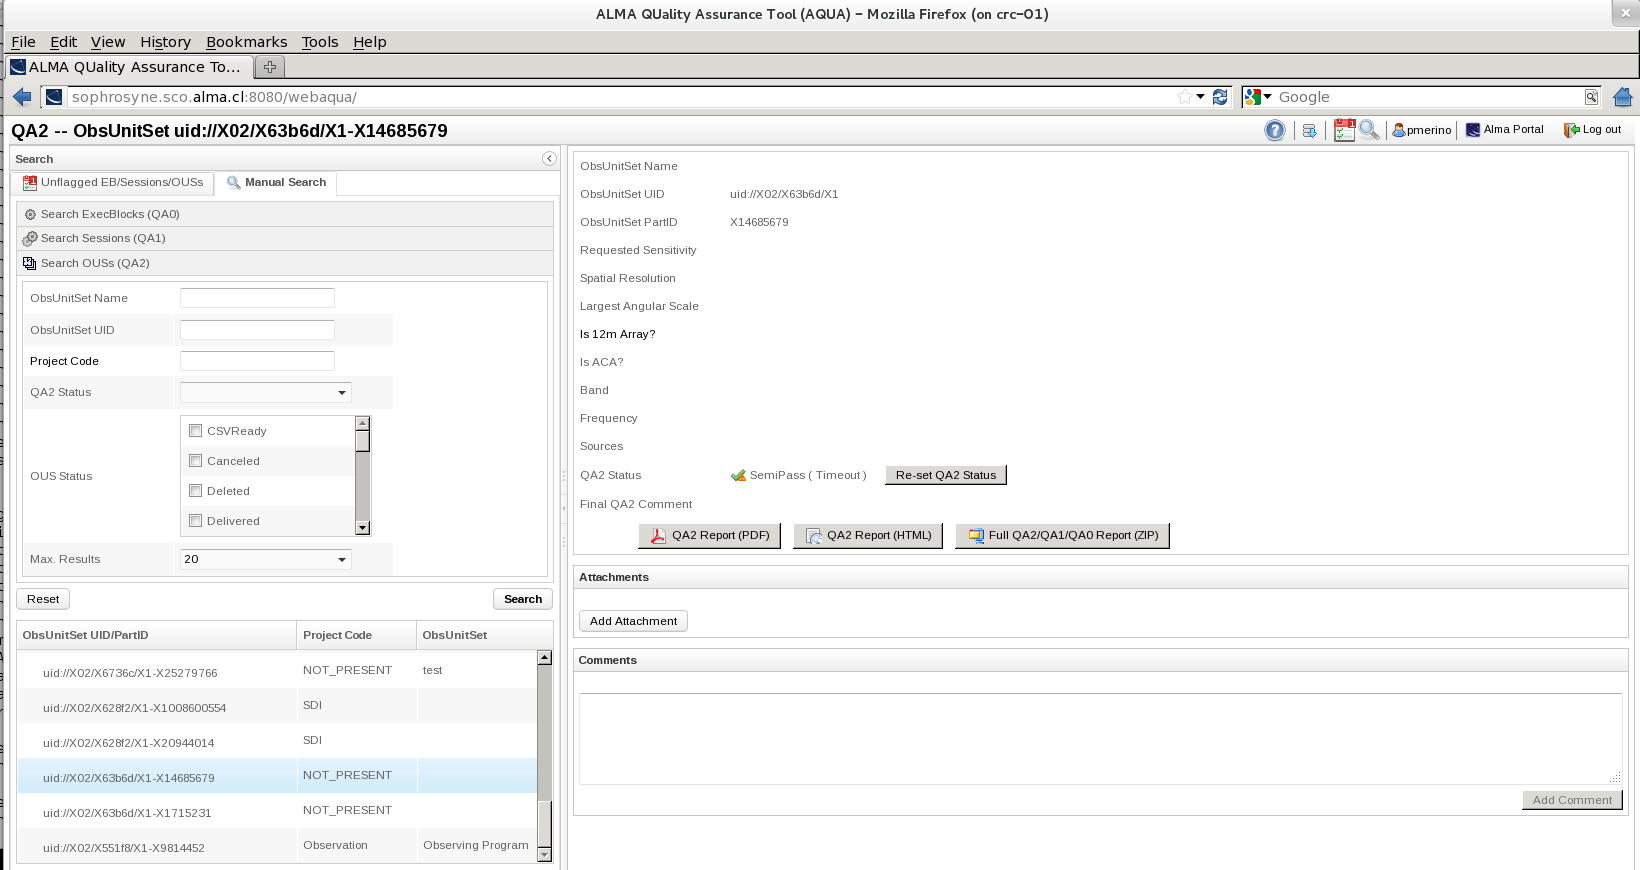 ALMA QUality Assurance Tool (AQUA) - Mozilla Firefox (on crc-01)
File Edit View History Bookmarks Tools Help
ALMA QUality Assurance To...
sophrosyne.sco.alma.cl:8080/webaqua/
Google
QA2 -- ObsUnitSet uid://X02/X63b6d/X1-X14685679
pmerino
Alma Portal
Log out
Search
Unflagged EB/Sessions/OUSs
Manual Search
Search ExecBlocks (QA0)
Search Sessions (QA1)
Search OUSs (QA2)
ObsUnitSet Name
ObsUnitSet UID
Project Code
QA2 Status
OUS Status
CSVReady
Canceled
Deleted
Delivered
Max. Results 20
Reset
Search
ObsUnitSet UID/PartID Project Code ObsUnitSet
uid://X02/X6736c/X1-X25279766 NOT_PRESENT test
uid://X02/X628f2/X1-X1008600554 SDI
uid://X02/X628f2/X1-X20944014 SDI
uid://X02/X63b6d/X1-X14685679 NOT_PRESENT
uid://X02/X63b6d/X1-X1715231 NOT_PRESENT
uid://X02/X551f8/X1-X9814452 Observation Observing Program
ObsUnitSet Name
ObsUnitSet UID uid://X02/X63b6d/X1
ObsUnitSet PartID X14685679
Requested Sensitivity
Spatial Resolution
Largest Angular Scale
Is 12m Array?
Is ACA?
Band
Frequency
Sources
QA2 Status SemiPass ( Timeout ) Re-set QA2 Status
Final QA2 Comment
QA2 Report (PDF) QA2 Report (HTML) Full QA2/QA1/QA0 Report (ZIP)
Attachments
Add Attachment
Comments
Add Comment